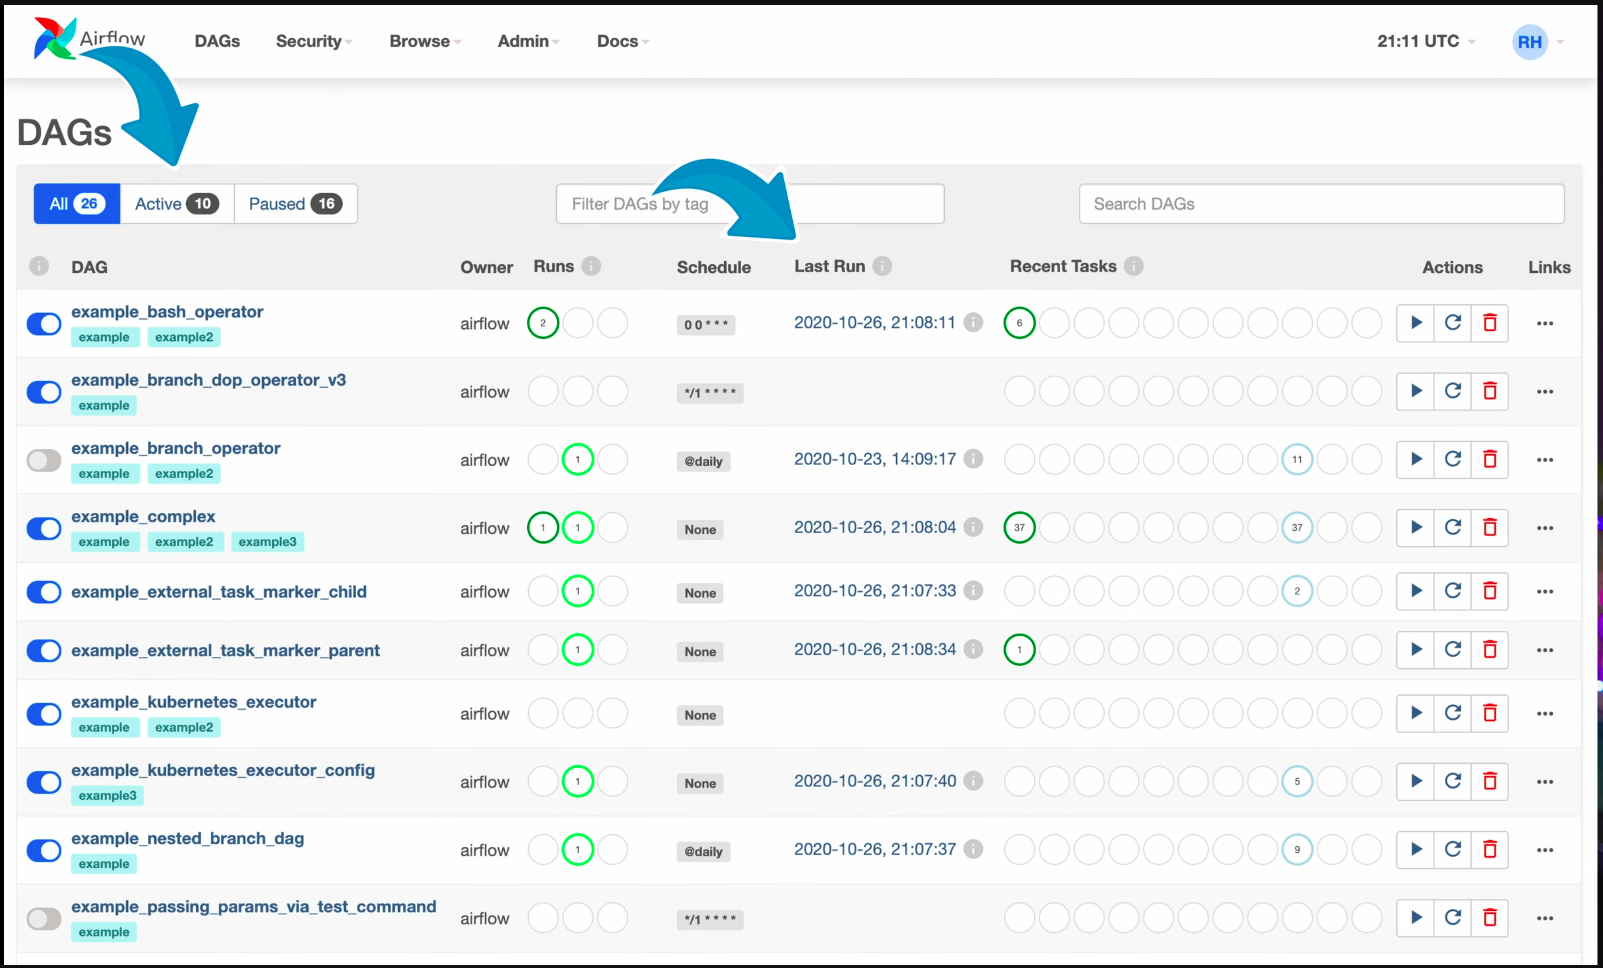 Airflow DAGs Security Browse Admin Docs 21:11 UTC RH
DAGs
All 26 Active 10 Paused 16 Filter DAGs by tag Search DAGs
DAG Owner Runs Schedule Last Run Recent Tasks Actions Links
example_bash_operator
airflow 2 0 0 * * * 2020-10-26, 21:08:11 6
example example2
example_branch_dop_operator_v3
airflow */1 * * * *
example
example_branch_operator
airflow 1 @daily 2020-10-23, 14:09:17 11
example example2
example_complex
airflow 1 1 None 2020-10-26, 21:08:04 37 37
example example2 example3
example_external_task_marker_child airflow 1 None 2020-10-26, 21:07:33 2
example_external_task_marker_parent airflow 1 None 2020-10-26, 21:08:34 1
example_kubernetes_executor
airflow None
example example2
example_kubernetes_executor_config
airflow 1 None 2020-10-26, 21:07:40 5
example3
example_nested_branch_dag
airflow 1 @daily 2020-10-26, 21:07:37 9
example
example_passing_params_via_test_command
airflow */1 * * * *
example